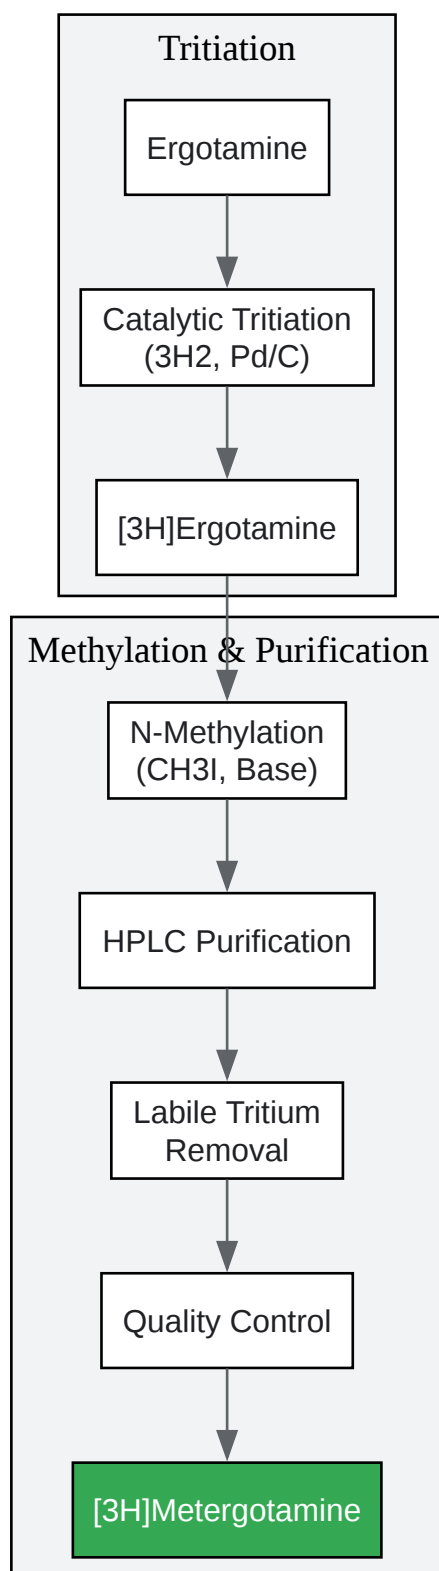 Tritiation
Ergotamine
Catalytic Tritiation
(3H2, Pd/C)
[3H]Ergotamine
Methylation & Purification
N-Methylation
(CH3I, Base)
HPLC Purification
Labile Tritium
Removal
Quality Control
[3H]Metergotamine